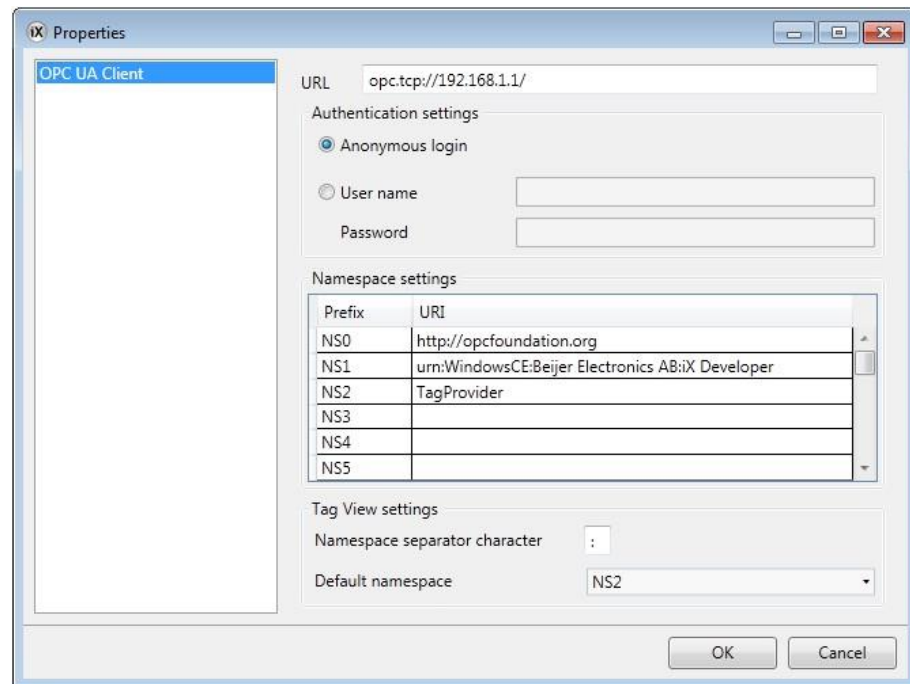 iX Properties
OPC UA Client
URL opc.tcp://192.168.1.1/
Authentication settings
Anonymous login
User name
Password
Namespace settings
Prefix URI
NS0 http://opcfoundation.org
NS1 urn:WindowsCE:Beijer Electronics AB:iX Developer
NS2 TagProvider
NS3
NS4
NS5
Tag View settings
Namespace separator character :
Default namespace NS2
OK Cancel